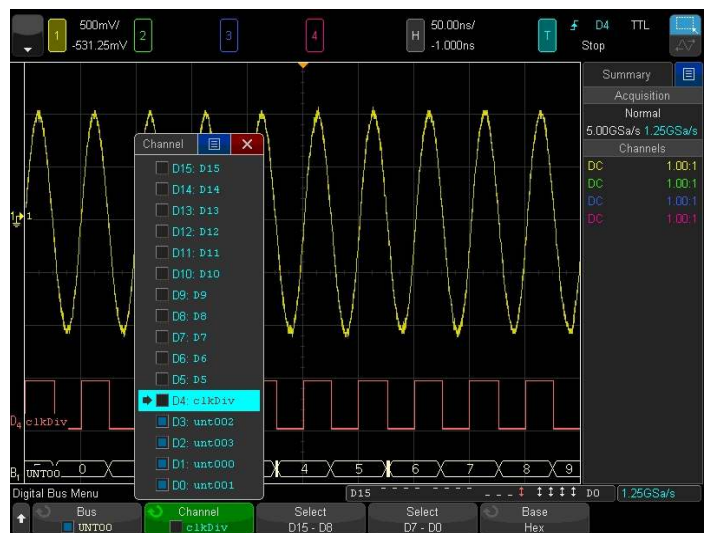 1 500mV/ 2 3 4 H 50.00ns/ T D4 TTL
-531.25mV -1.000ns Stop
Summary
Acquisition
Normal
5.00GSa/s 1.25GSa/s
Channels
DC 1.00:1
DC 1.00:1
DC 1.00:1
DC 1.00:1
Channel X
D15: D15
D14: D14
D13: D13
D12: D12
D11: D11
D10: D10
D9: D9
D8: D8
D7: D7
D6: D6
D5: D5
D4: clkDiv
D3: unt002
D2: unt003
D1: unt000
D0: unt001
1 1
D4 clkDiv
B1 UNTOO 0 4 5 6 7 8 9
Digital Bus Menu D15 D0 1.25GSa/s
Bus Channel Select Select Base
UNTOO clkDiv D15 - D8 D7 - D0 Hex